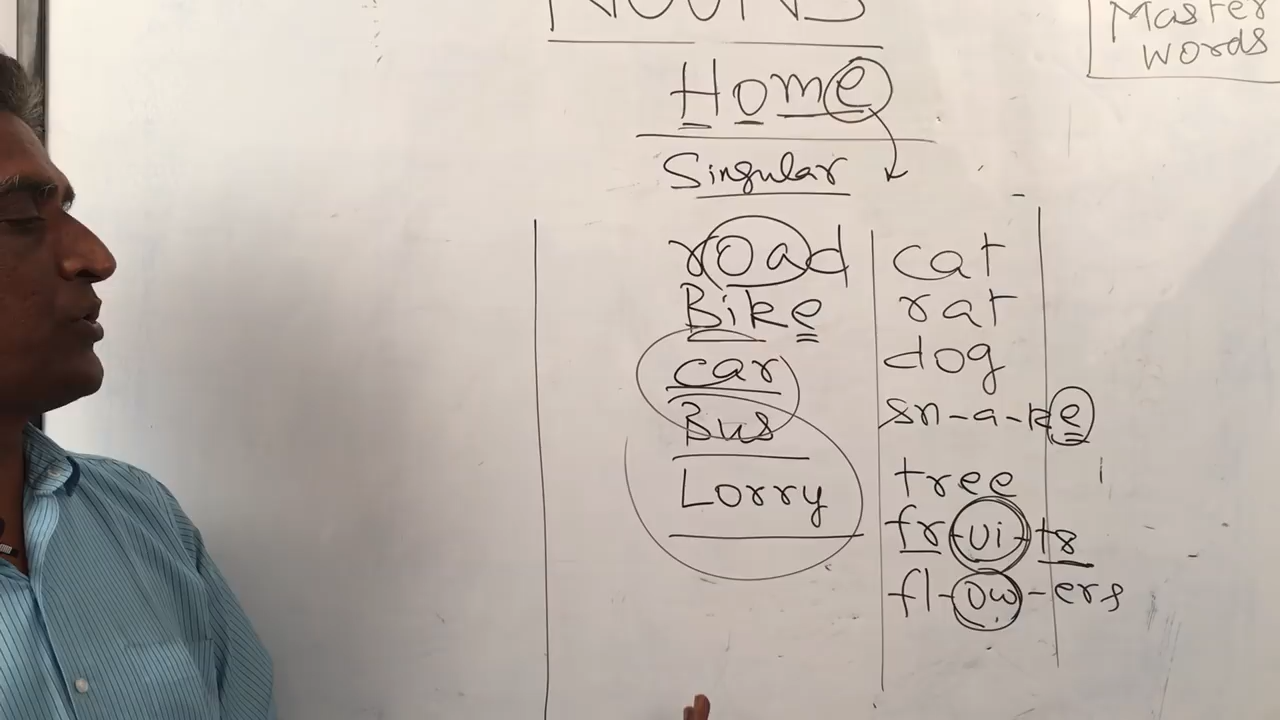 NOUNS
Master
words
Home
Singular
road
Bike
car
Bus
Lorry
cat
rat
dog
sn-a-ke
tree
fr-ui-ts
fl-ow-ers